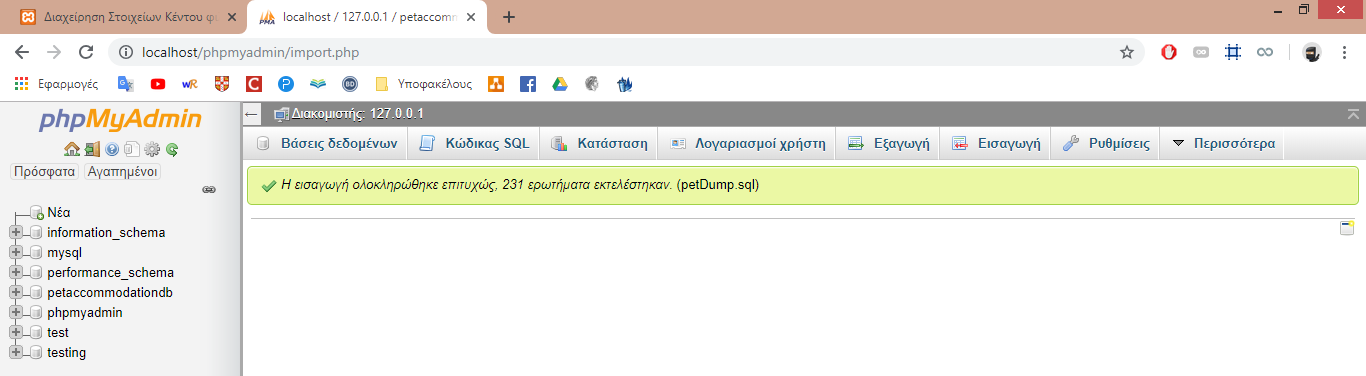 Διαχείρηση Στοιχείων Κέντου φι
localhost / 127.0.0.1 / petaccomm
localhost/phpmyadmin/import.php
Εφαρμογές
Υποφακέλους
phpMyAdmin
Πρόσφατα Αγαπημένοι
Νέα
information_schema
mysql
performance_schema
petaccommodationdb
phpmyadmin
test
testing
Διακομιστής: 127.0.0.1
Βάσεις δεδομένων Κώδικας SQL Κατάσταση Λογαριασμοί χρήστη Εξαγωγή Εισαγωγή Ρυθμίσεις Περισσότερα
Η εισαγωγή ολοκληρώθηκε επιτυχώς, 231 ερωτήματα εκτελέστηκαν. (petDump.sql)